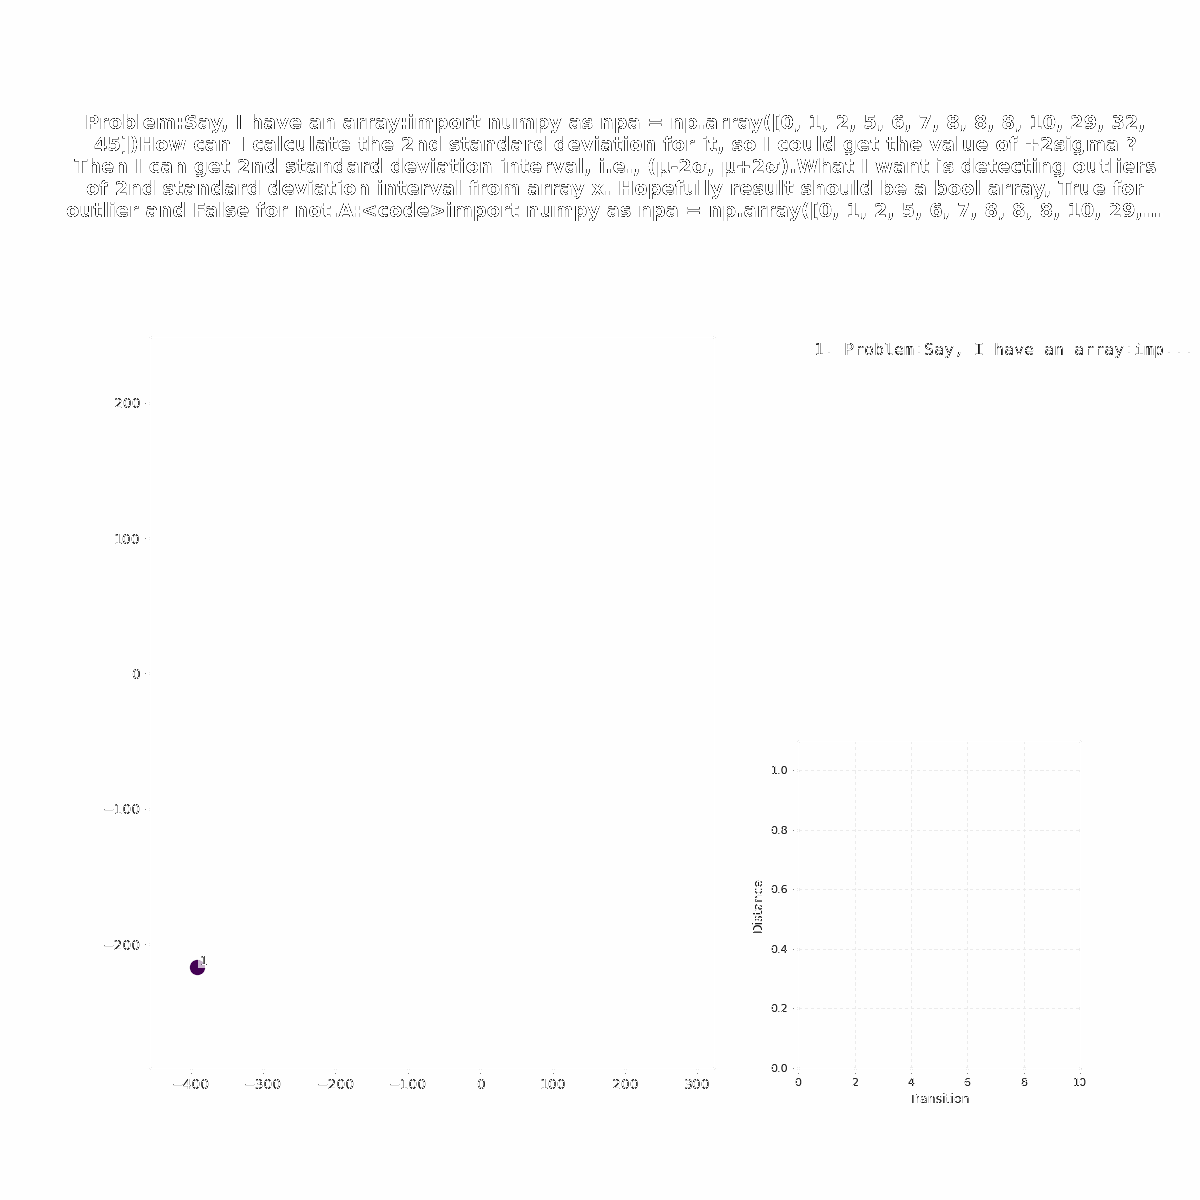 Problem:Say, I have an array:import numpy as npa = np.array([0, 1, 2, 5, 6, 7, 8, 8, 8, 10, 29, 32,
45])How can I calculate the 2nd standard deviation for it, so I could get the value of +2sigma ?
Then I can get 2nd standard deviation interval, i.e., (μ-2σ, μ+2σ).What I want is detecting outliers
of 2nd standard deviation interval from array x. Hopefully result should be a bool array, True for
outlier and False for not.A:<code>import numpy as npa = np.array([0, 1, 2, 5, 6, 7, 8, 8, 8, 10, 29,...
1. Problem:Say, I have an array:imp...
200
100
0
−100
−200
1
−400 −300 −200 −100 0 100 200 300
1.0
0.8
0.6
0.4
0.2
0.0
Distance
0 2 4 6 8 10
Transition